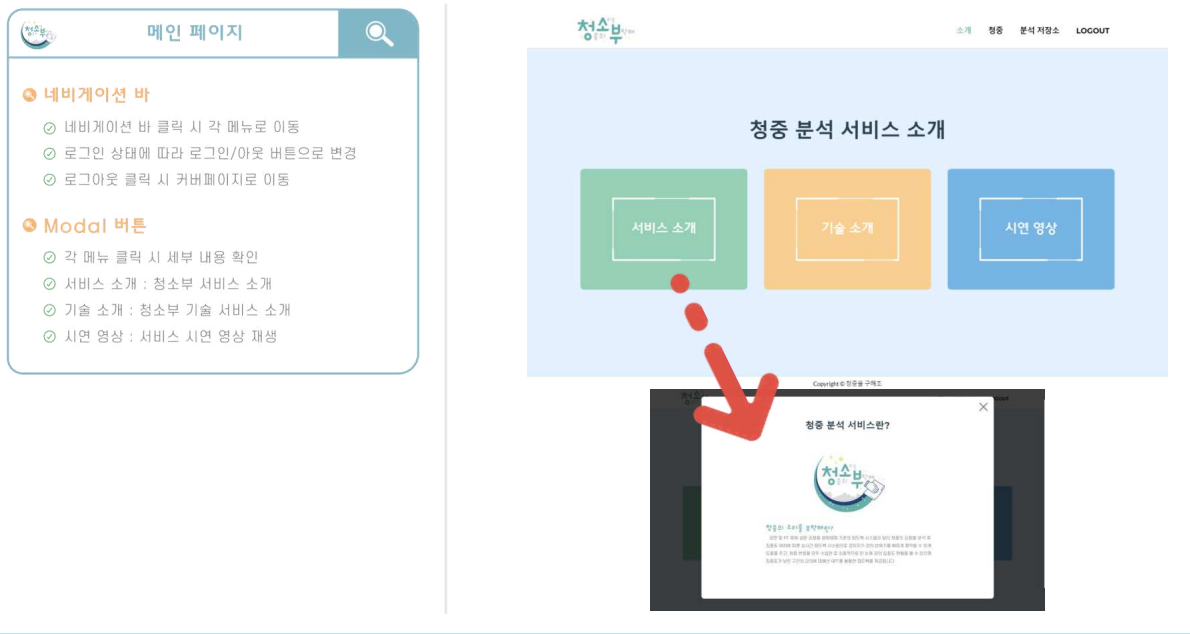 청소부
메인 페이지
네비게이션 바
네비게이션 바 클릭 시 각 메뉴로 이동
로그인 상태에 따라 로그인/아웃 버튼으로 변경
로그아웃 클릭 시 커버페이지로 이동
Modal 버튼
각 메뉴 클릭 시 세부 내용 확인
서비스 소개 : 청소부 서비스 소개
기술 소개 : 청소부 기술 서비스 소개
시연 영상 : 서비스 시연 영상 재생
청소부
소개 청중 분석 저장소 LOGOUT
청중 분석 서비스 소개
서비스 소개 기술 소개 시연 영상
Copyright © 청중을 구해조
청중 분석 서비스란?
청소부
청중의 소리를 부탁해란?